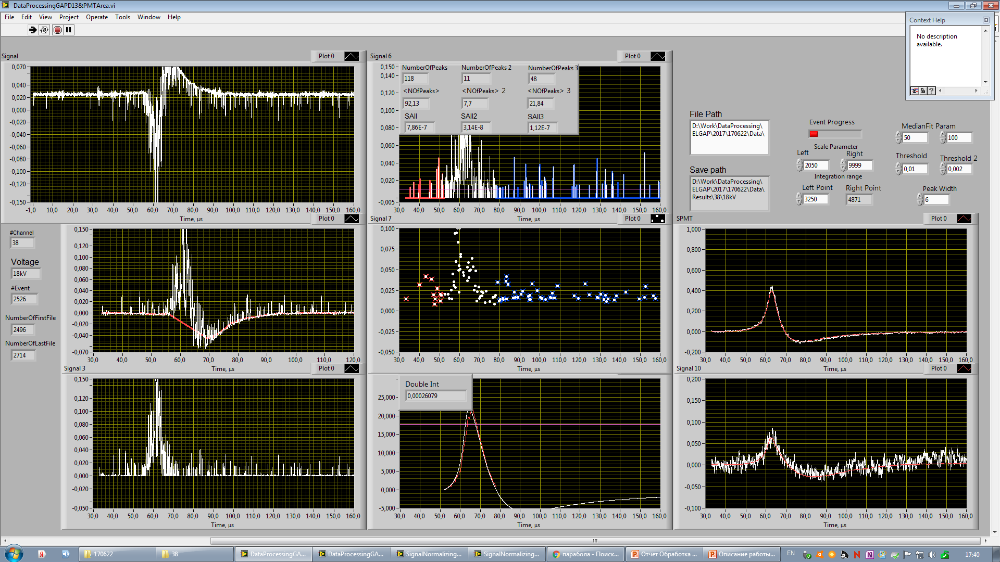 DataProcessingGAPD13&PMTArea.vi
File Edit View Project Operate Tools Window Help
Context Help
No description
available.
Signal
Plot 0
0,070
0,040
0,020
0,000
-0,020
-0,040
-0,060
-0,080
-0,100
-0,120
-0,150
-1,0 10,0 20,0 30,0 40,0 50,0 60,0 70,0 80,0 90,0 100,0 110,0 120,0 130,0 140,0 150,0 160,0
Time, µs
Signal 6
Plot 0
0,150
0,140
0,120
0,100
0,080
0,060
0,040
0,020
-0,005
NumberOfPeaks NumberOfPeaks 2 NumberOfPeaks 3
118 11 48
<NOfPeaks> <NOfPeaks> 2 <NOfPeaks> 3
92,13 7,7 21,84
SAll SAll2 SAll3
7,86E-7 3,14E-8 1,12E-7
30,0 40,0 50,0 60,0 70,0 80,0 90,0 100,0 110,0 120,0 130,0 140,0 150,0 160,0
Time, µs
File Path
D:\Work\DataProcessing\
ELGAP\2017\170622\Data\
Save path
D:\Work\DataProcessing\
ELGAP\2017\170622\Data\
Results\38\18kV
Event Progress
Scale Parameter
Left Right
2050 9999
Integration range
Left Point Right Point
3250 4871
MedianFit Param
50 100
Threshold Threshold 2
0,01 0,002
Peak Width
6
#Channel
38
Voltage
18kV
#Event
2526
NumberOfFirstFile
2496
NumberOfLastFile
2714
Plot 0
0,150
0,120
0,100
0,080
0,060
0,040
0,020
0,000
-0,020
-0,040
-0,070
30,0 40,0 50,0 60,0 70,0 80,0 90,0 100,0 110,0 120,0
Time, µs
Signal 7
Plot 0
0,100
0,075
0,050
0,025
0,000
-0,025
-0,050
30,0 40,0 50,0 60,0 70,0 80,0 90,0 100,0 110,0 120,0 130,0 140,0 150,0 160,0
Time, µs
SPMT
Plot 0
1,000
0,800
0,600
0,400
0,200
0,000
-0,200
30,0 40,0 50,0 60,0 70,0 80,0 90,0 100,0 110,0 120,0 130,0 140,0 150,0 160,0
Time, µs
Signal 3
Plot 0
0,150
0,120
0,100
0,080
0,060
0,040
0,020
0,000
-0,020
-0,050
30,0 40,0 50,0 60,0 70,0 80,0 90,0 100,0 110,0 120,0 130,0 140,0 150,0 160,0
Time, µs
Double Int
0,00026079
25,000
20,000
15,000
10,000
5,000
0,000
-5,000
30,0 40,0 50,0 60,0 70,0 80,0 90,0 100,0 110,0 120,0 130,0 140,0 150,0 160,0
Time, µs
Signal 10
Plot 0
0,200
0,150
0,100
0,050
0,000
-0,050
-0,100
30,0 40,0 50,0 60,0 70,0 80,0 90,0 100,0 110,0 120,0 130,0 140,0 150,0 160,0
Time, µs
170622
38
DataProcessingGA...
DataProcessingGA...
SignalNormalizing...
SignalNormalizing...
парабола - Поиск...
Отчет Обработка ...
Описание работы...
EN
17:40